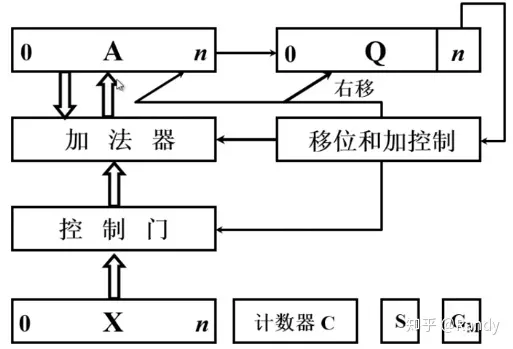 0 A n
0 Q n
右移
加 法 器
移位和加控制
控 制 门
0 X n
计数器 C
S
G_M
知乎 @Randy